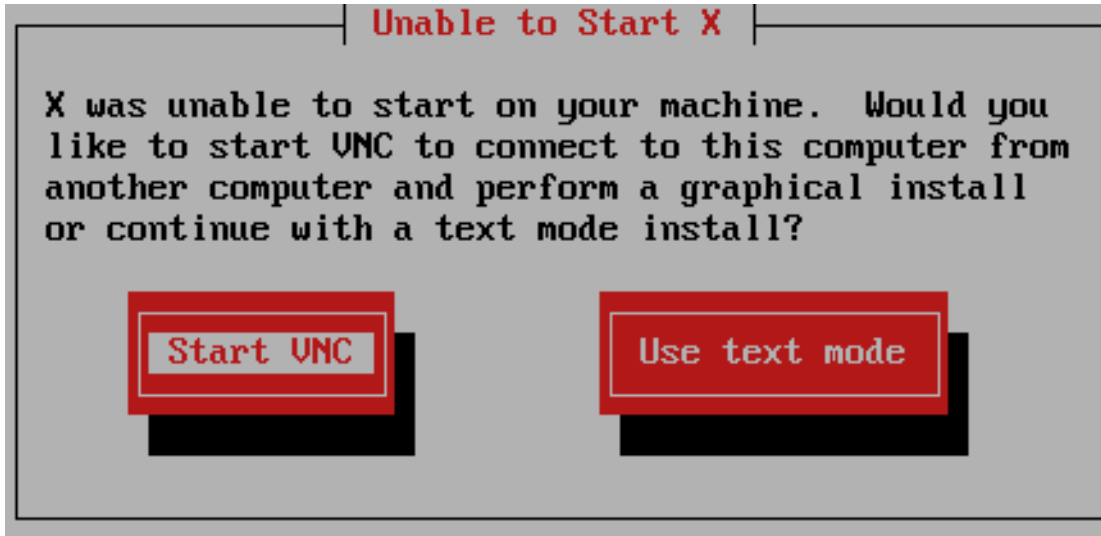 Unable to Start X
X was unable to start on your machine.  Would you
like to start VNC to connect to this computer from
another computer and perform a graphical install
or continue with a text mode install?
Start VNC
Use text mode